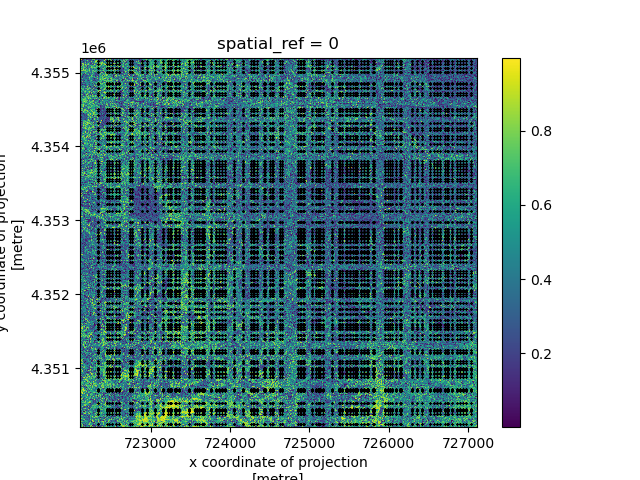 spatial_ref = 0
1e6
4.355
4.354
4.353
4.352
4.351
y coordinate of projection
[metre]
723000 724000 725000 726000 727000
x coordinate of projection
[metre]
0.8
0.6
0.4
0.2